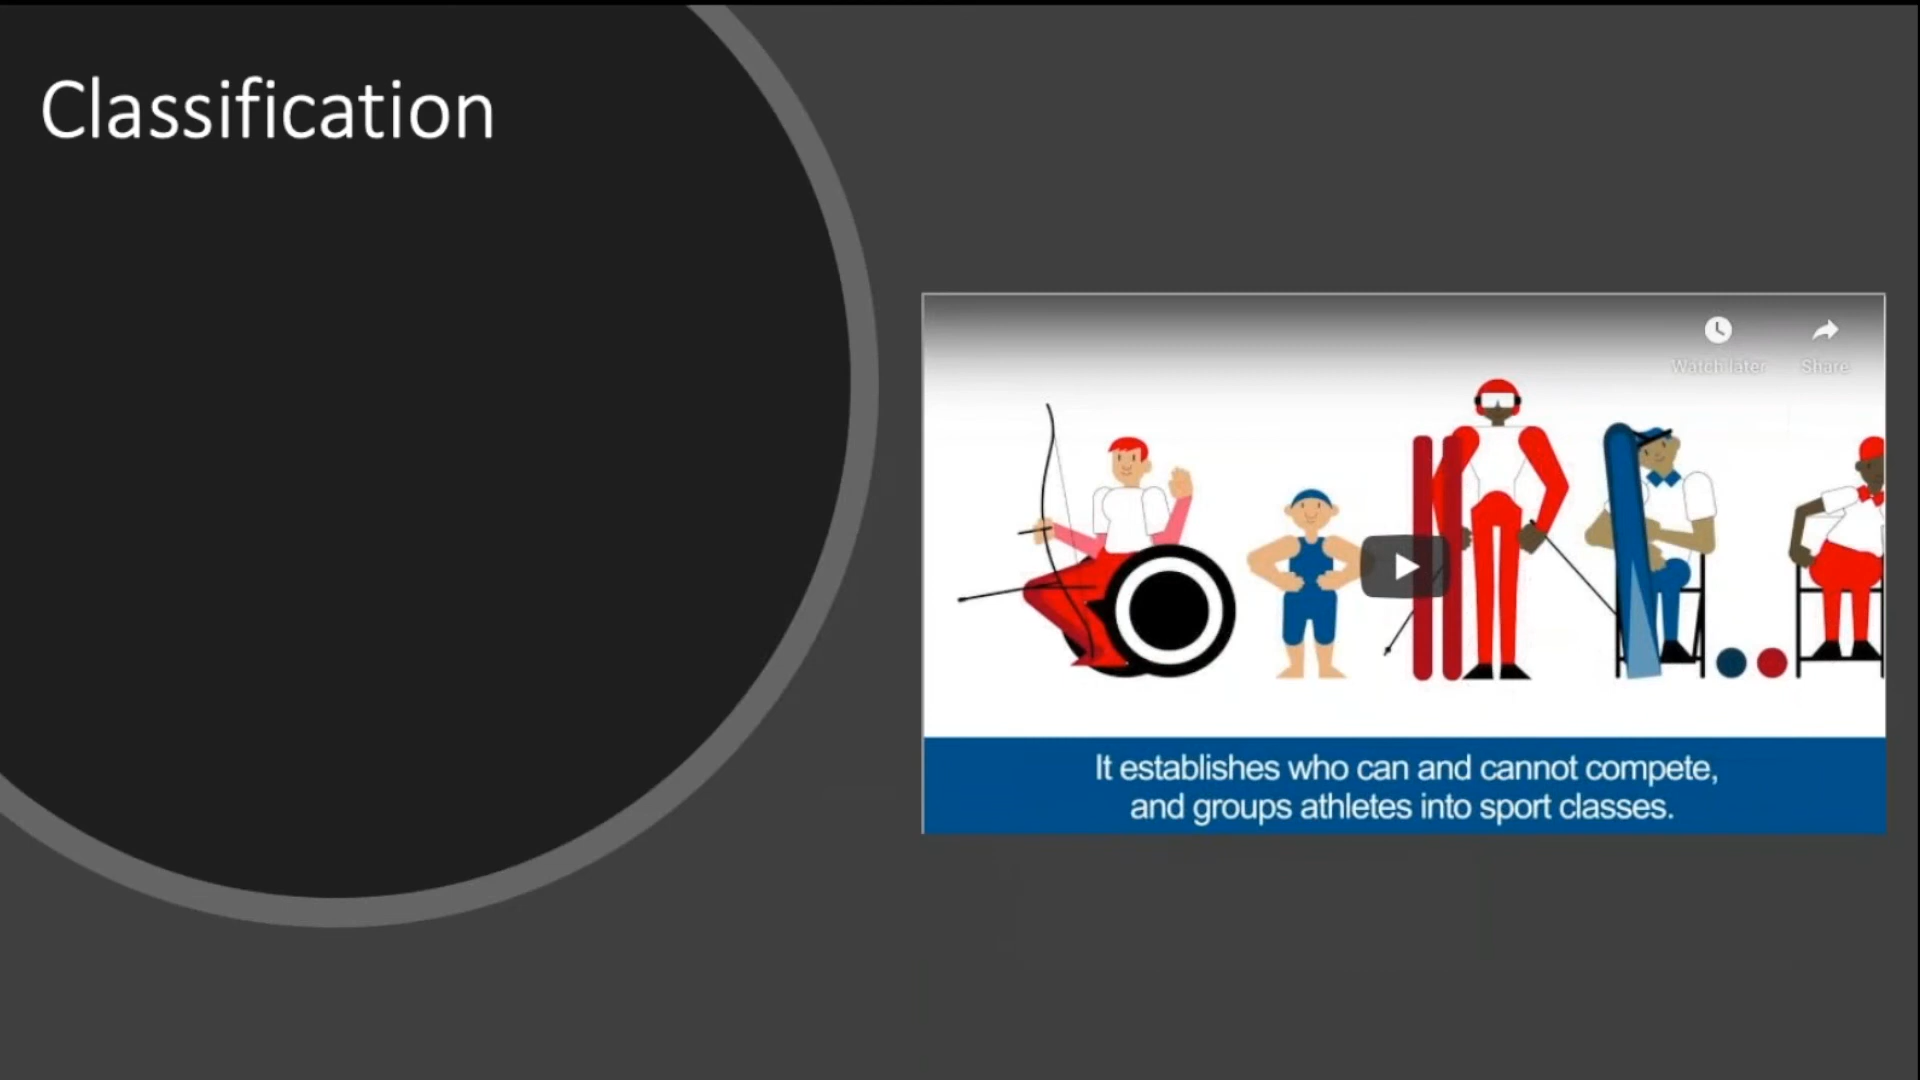 Classification
Watch later
Share
It establishes who can and cannot compete,
and groups athletes into sport classes.